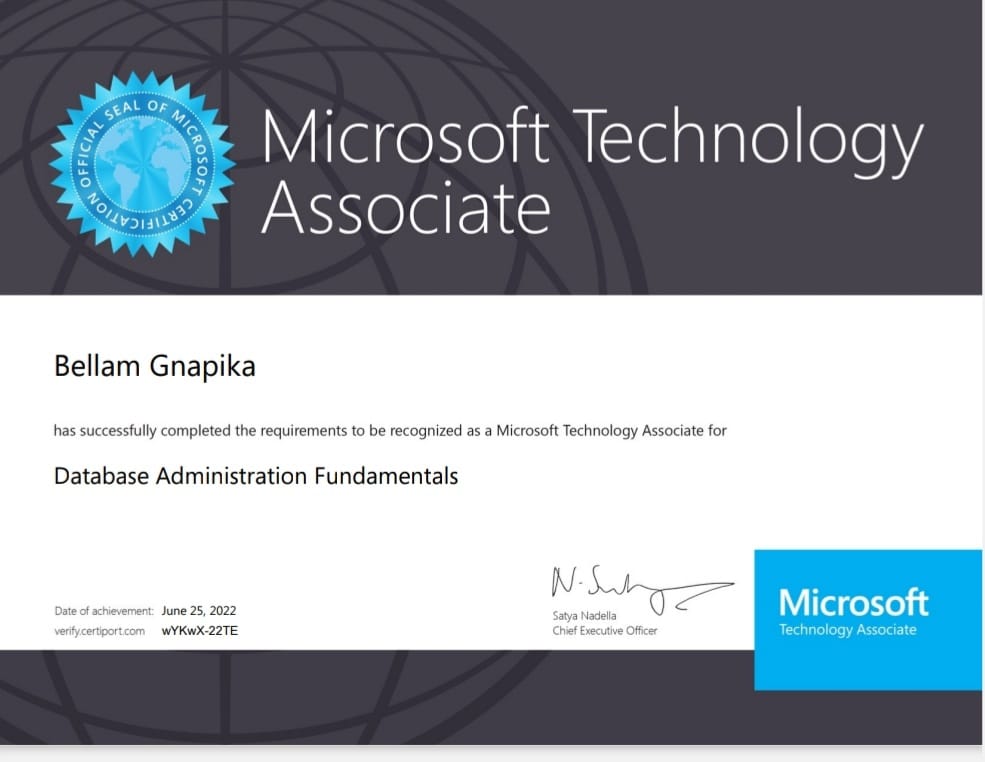 OFFICIAL SEAL OF MICROSOFT CERTIFICATION
Microsoft Technology
Associate
Bellam Gnapika
has successfully completed the requirements to be recognized as a Microsoft Technology Associate for
Database Administration Fundamentals
Date of achievement: June 25, 2022
verify.certiport.com wYKwX-22TE
Satya Nadella
Chief Executive Officer
Microsoft
Technology Associate